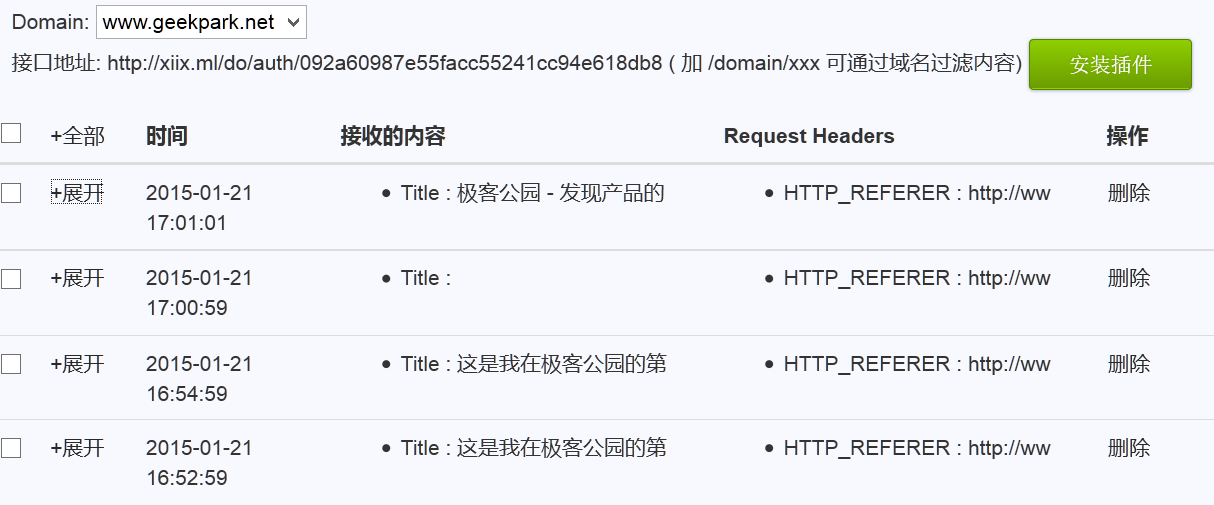 Domain: www.geekpark.net
接口地址: http://xiix.ml/do/auth/092a60987e55facc55241cc94e618db8 ( 加 /domain/xxx 可通过域名过滤内容) 安装插件
+全部 时间 接收的内容 Request Headers 操作
+展开 2015-01-21 Title : 极客公园 - 发现产品的 HTTP_REFERER : http://ww 删除
17:01:01
+展开 2015-01-21 Title : HTTP_REFERER : http://ww 删除
17:00:59
+展开 2015-01-21 Title : 这是我在极客公园的第 HTTP_REFERER : http://ww 删除
16:54:59
+展开 2015-01-21 Title : 这是我在极客公园的第 HTTP_REFERER : http://ww 删除
16:52:59